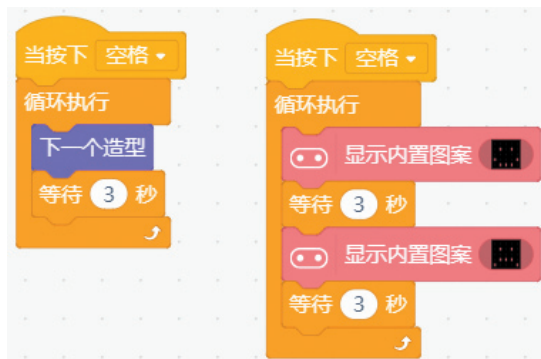 当按下 空格
循环执行
下一个造型
等待 3 秒
当按下 空格
循环执行
显示内置图案
等待 3 秒
显示内置图案
等待 3 秒